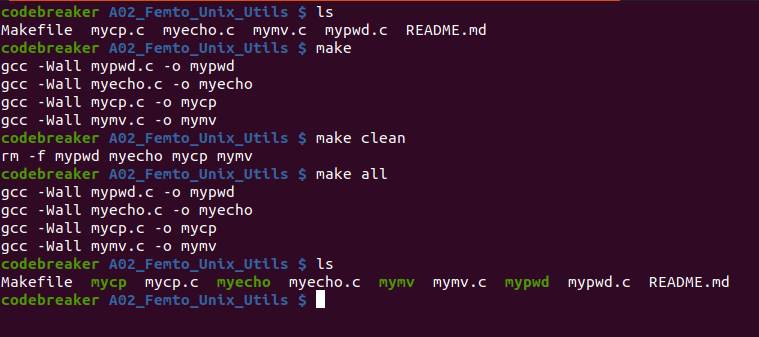 codebreaker A02_Femto_Unix_Utils $ ls
Makefile  mycp.c  myecho.c  mymv.c  mypwd.c  README.md
codebreaker A02_Femto_Unix_Utils $ make
gcc -Wall mypwd.c -o mypwd
gcc -Wall myecho.c -o myecho
gcc -Wall mycp.c -o mycp
gcc -Wall mymv.c -o mymv
codebreaker A02_Femto_Unix_Utils $ make clean
rm -f mypwd myecho mycp mymv
codebreaker A02_Femto_Unix_Utils $ make all
gcc -Wall mypwd.c -o mypwd
gcc -Wall myecho.c -o myecho
gcc -Wall mycp.c -o mycp
gcc -Wall mymv.c -o mymv
codebreaker A02_Femto_Unix_Utils $ ls
Makefile  mycp  mycp.c  myecho  myecho.c  mymv  mymv.c  mypwd  mypwd.c  README.md
codebreaker A02_Femto_Unix_Utils $